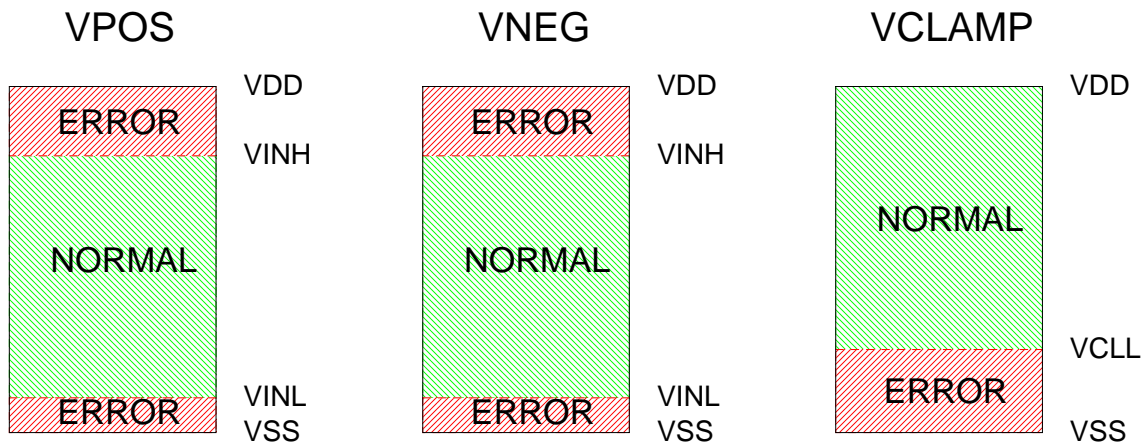 VPOS
VDD
ERROR
VINH
NORMAL
VINL
ERROR
VSS
VNEG
VDD
ERROR
VINH
NORMAL
VINL
ERROR
VSS
VCLAMP
VDD
NORMAL
VCLL
ERROR
VSS